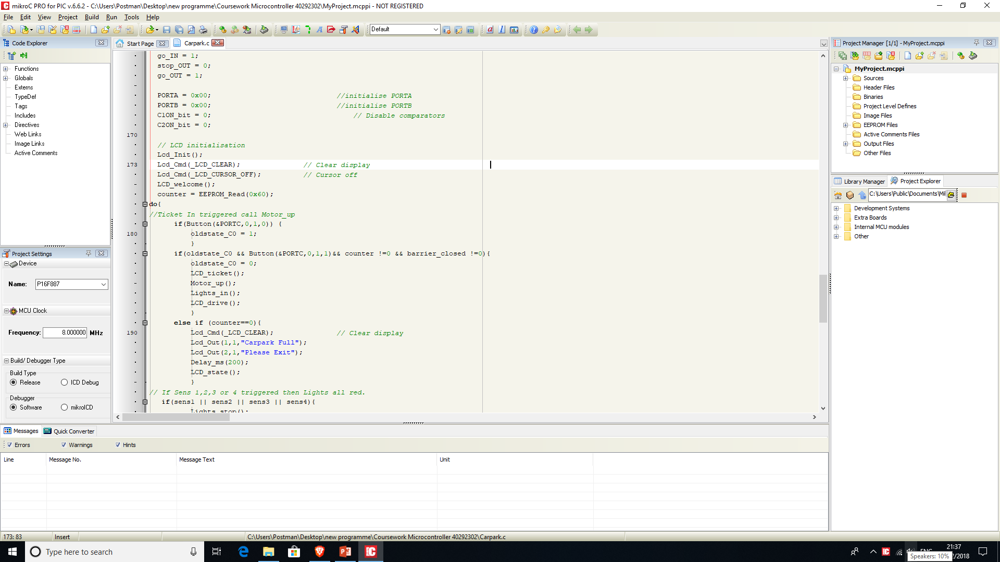 mikroC PRO for PIC v.6.6.2 - C:\Users\Postman\Desktop\new programme\Coursework Microcontroller 40292302\MyProject.mcppi - NOT REGISTERED
File Edit View Project Build Run Tools Help
Default
Code Explorer
Functions
Globals
Externs
TypeDef
Tags
Includes
Directives
Web Links
Image Links
Active Comments
Project Settings
Device
Name: P16F887
MCU Clock
Frequency: 8.000000 MHz
Build/ Debugger Type
Build Type
Release ICD Debug
Debugger
Software mikroICD
Start Page Carpark.c
go_IN = 1;
stop_OUT = 0;
go_OUT = 1;
PORTA = 0x00; //initialise PORTA
PORTB = 0x00; //initialise PORTB
C1ON_bit = 0; // Disable comparators
C2ON_bit = 0;
170
// LCD initialisation
Lcd_Init();
173 Lcd_Cmd(_LCD_CLEAR); // Clear display
Lcd_Cmd(_LCD_CURSOR_OFF); // Cursor off
LCD_welcome();
counter = EEPROM_Read(0x60);
do{
//Ticket In triggered call Motor_up
if(Button(&PORTC,0,1,0)) {
180 oldstate_C0 = 1;
}
if(oldstate_C0 && Button(&PORTC,0,1,1)&& counter !=0 && barrier_closed !=0){
oldstate_C0 = 0;
LCD_ticket();
Motor_up();
Lights_in();
LCD_drive();
}
else if (counter==0){
190 Lcd_Cmd(_LCD_CLEAR); // Clear display
Lcd_Out(1,1,"Carpark Full");
Lcd_Out(2,1,"Please Exit");
Delay_ms(200);
LCD_state();
}
// If Sens 1,2,3 or 4 triggered then Lights all red.
if(sens1 || sens2 || sens3 || sens4){
Lights_stop();
Project Manager [1/1] - MyProject.mcppi
MyProject.mcppi
Sources
Header Files
Binaries
Project Level Defines
Image Files
EEPROM Files
Active Comments Files
Output Files
Other Files
Library Manager Project Explorer
C:\Users\Public\Documents\Mil
Development Systems
Extra Boards
Internal MCU modules
Other
Messages Quick Converter
Errors Warnings Hints
Line Message No. Message Text Unit
173: 83 Insert C:\Users\Postman\Desktop\new programme\Coursework Microcontroller 40292302\Carpark.c
Type here to search
21:37
Speakers: 10%
/2018